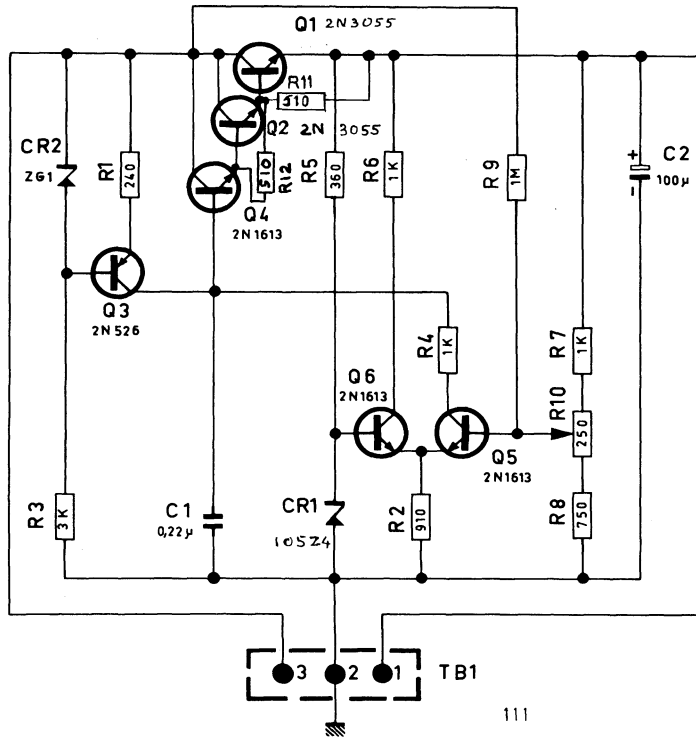 Q1 2N3055
R11
510
Q2 2N 3055
CR2
ZG1
R1
240
510
R12
R5
360
R6
1K
R9
1M
C2
+
-
100µ
Q4
2N1613
Q3
2N526
R4
1K
R7
1K
Q6
2N1613
R10
250
Q5
2N1613
R3
3K
C1
0,22µ
CR1
10SZ4
R2
910
R8
750
3 2 1 TB1
111